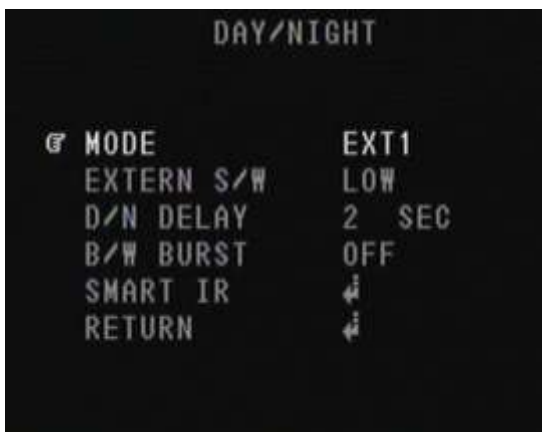 DAY/NIGHT
MODE EXT1
EXTERN S/W LOW
D/N DELAY 2 SEC
B/W BURST OFF
SMART IR ↲
RETURN ↲